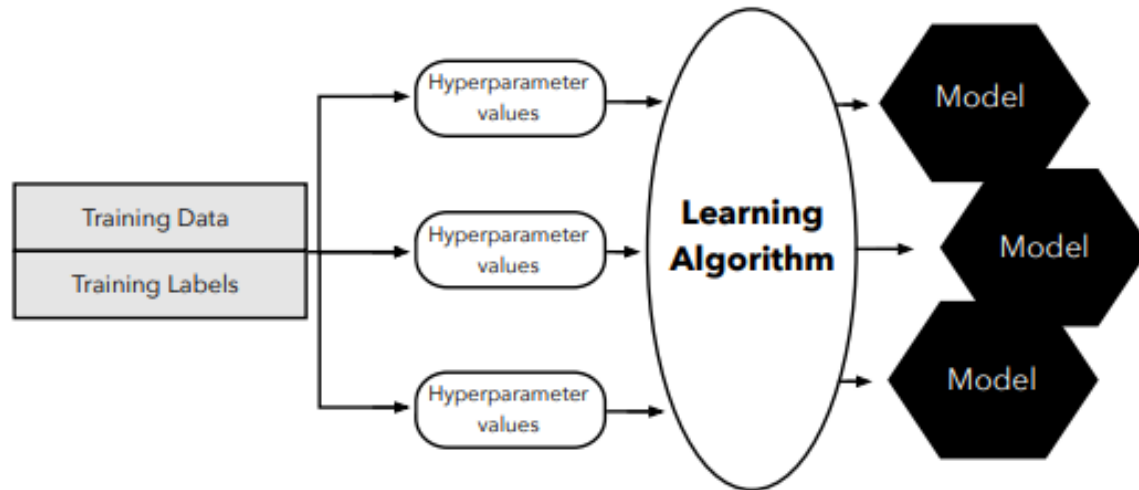 Training Data
Training Labels
Hyperparameter
values
Hyperparameter
values
Hyperparameter
values
Learning
Algorithm
Model
Model
Model